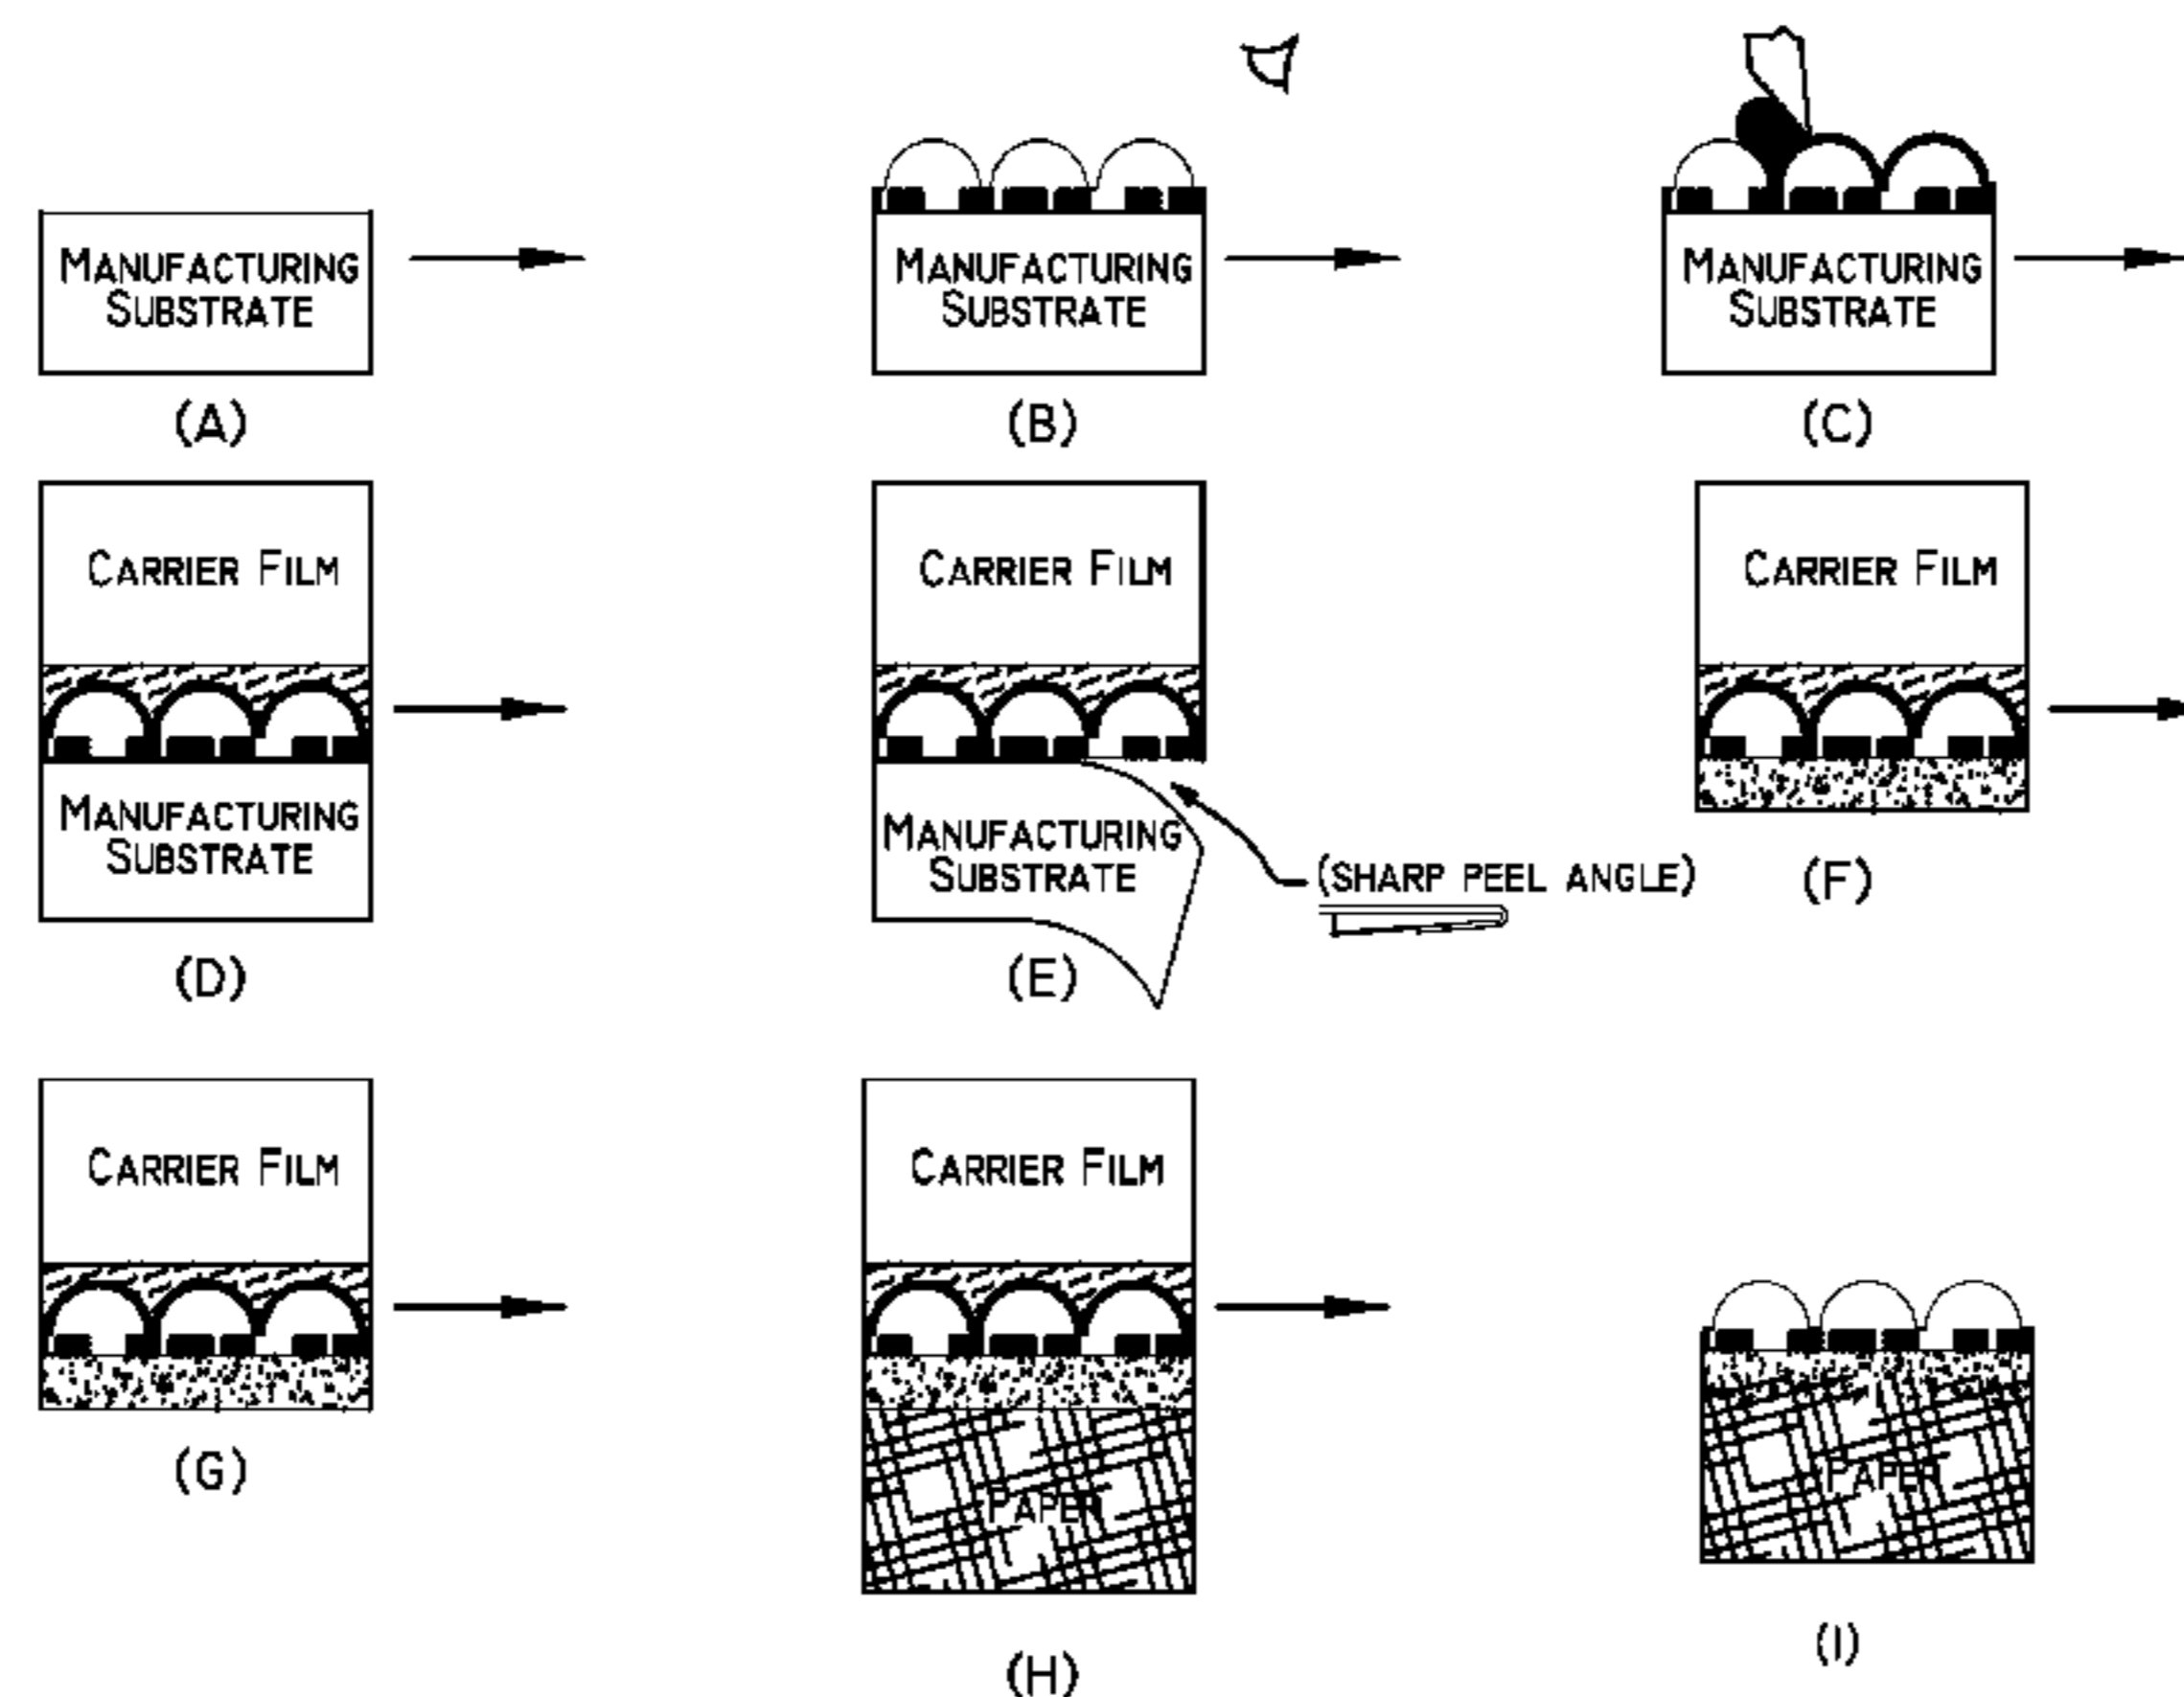 MANUFACTURING
SUBSTRATE
(A)
MANUFACTURING
SUBSTRATE
(B)
MANUFACTURING
SUBSTRATE
(C)
CARRIER FILM
MANUFACTURING
SUBSTRATE
(D)
CARRIER FILM
MANUFACTURING
SUBSTRATE
(SHARP PEEL ANGLE)
(E)
CARRIER FILM
(F)
CARRIER FILM
(G)
CARRIER FILM
PAPER
(H)
PAPER
(I)